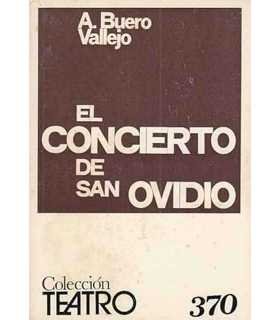 A. Buero
Vallejo
EL
CONCIERTO
DE
SAN OVIDIO
Colección
TEATRO 370